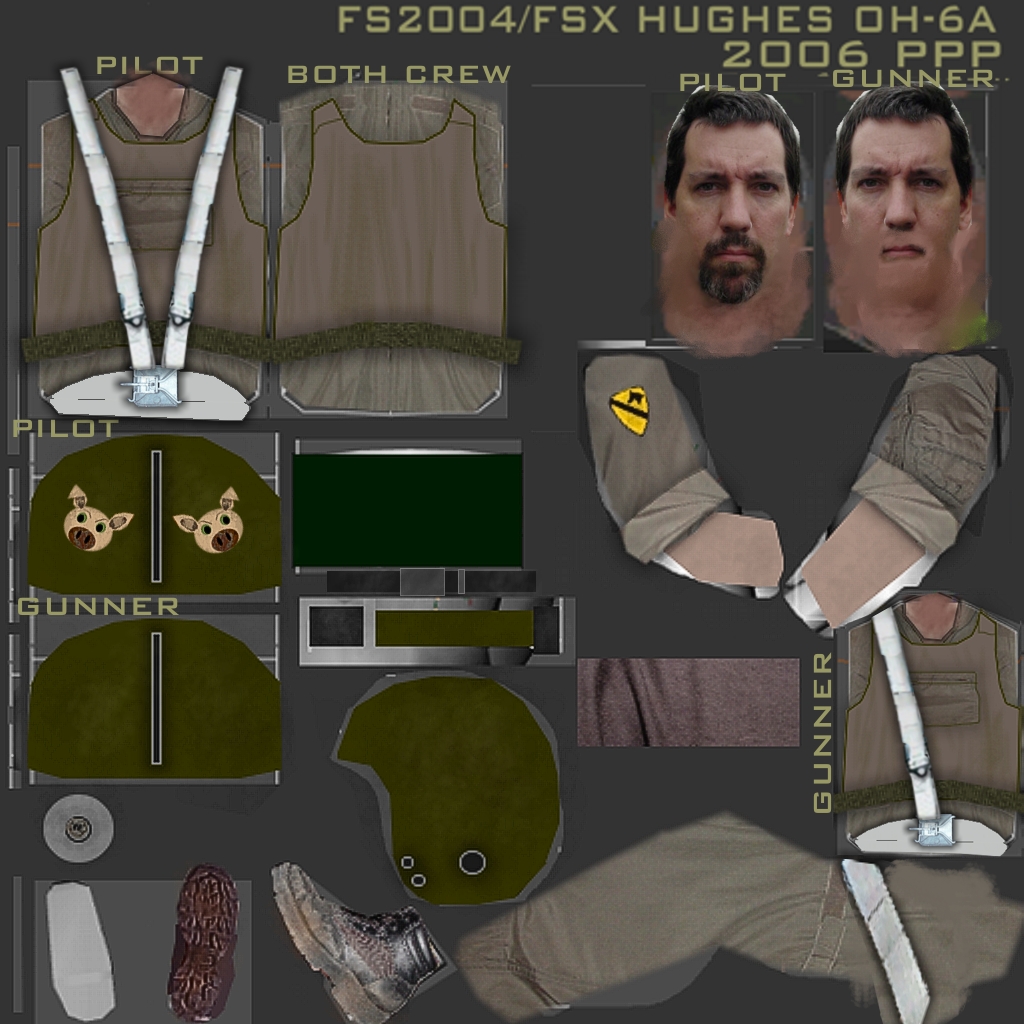 FS2004/FSX HUGHES OH-6A
2006 PPP
PILOT
BOTH CREW
PILOT
GUNNER
PILOT
GUNNER
GUNNER